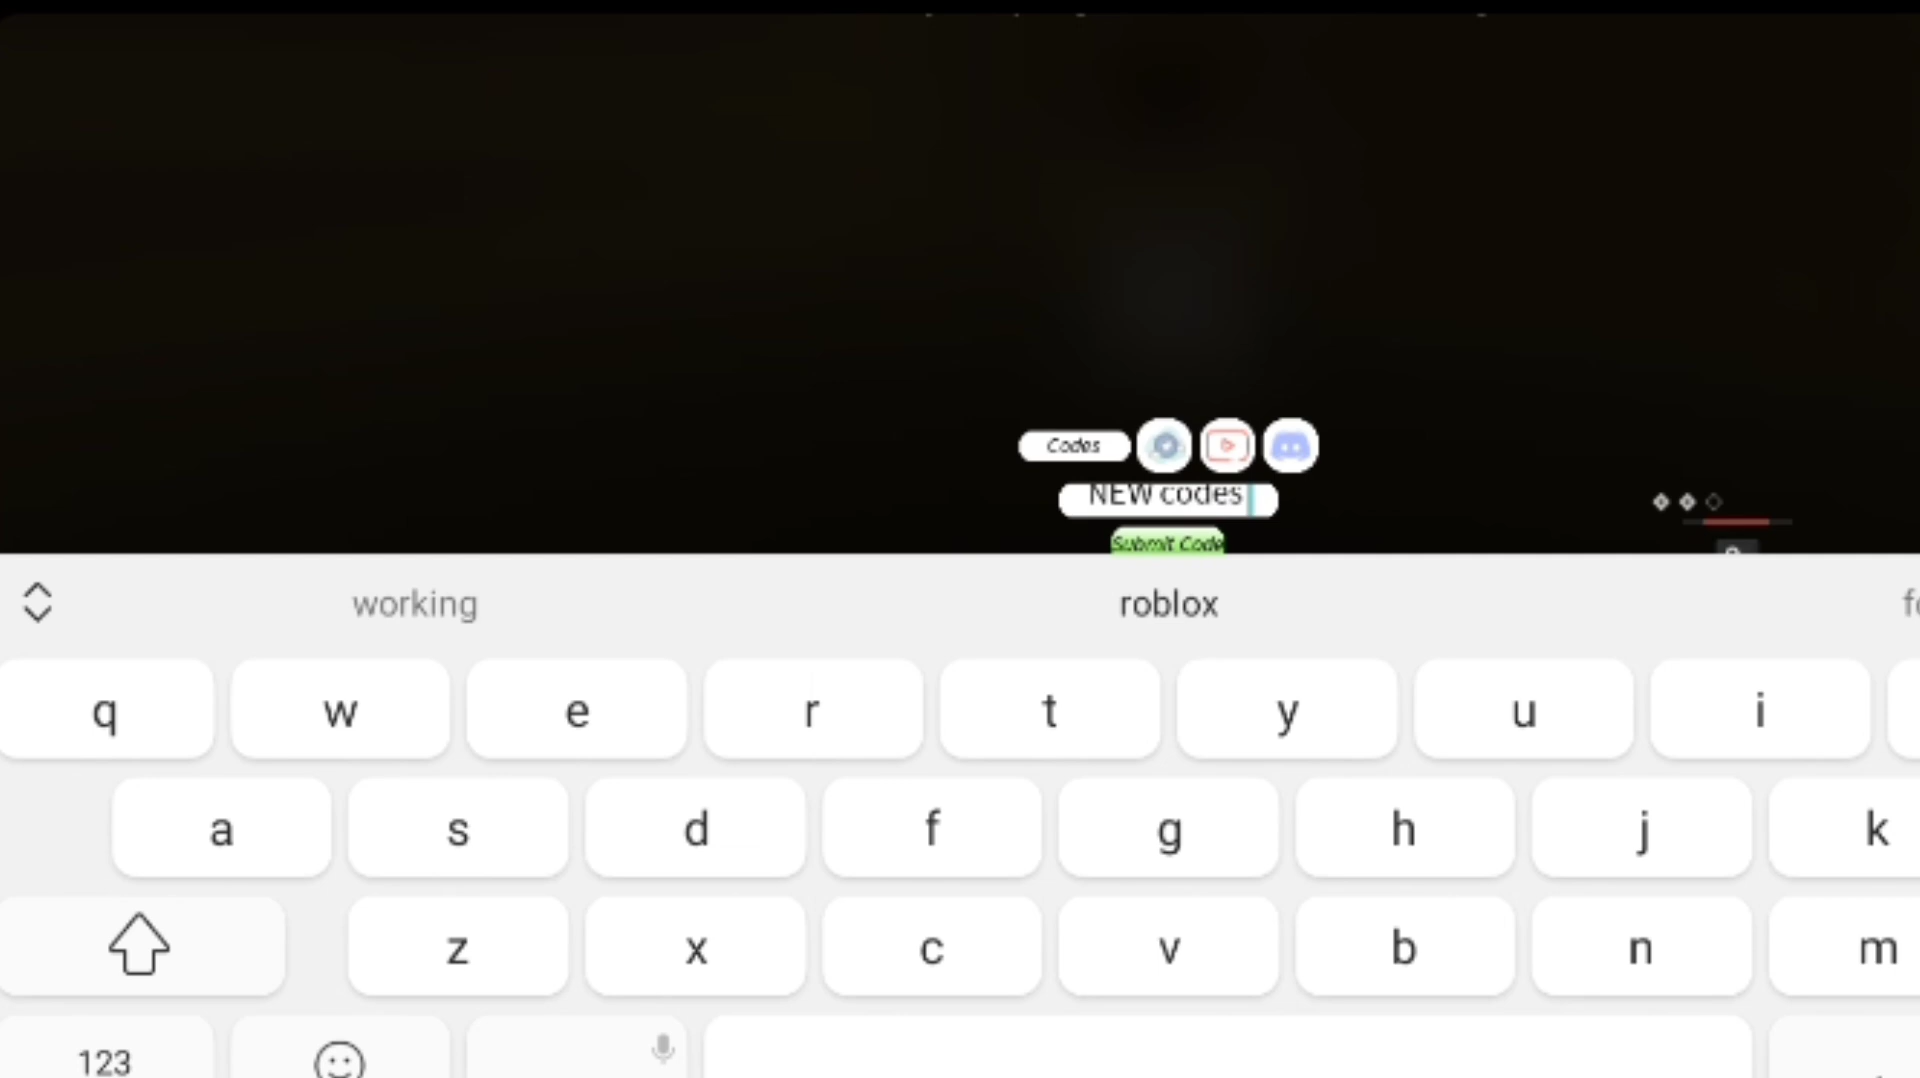 Codes
NEW codes
Submit Code
working roblox
q w e r t y u i
a s d f g h j k
z x c v b n m
123